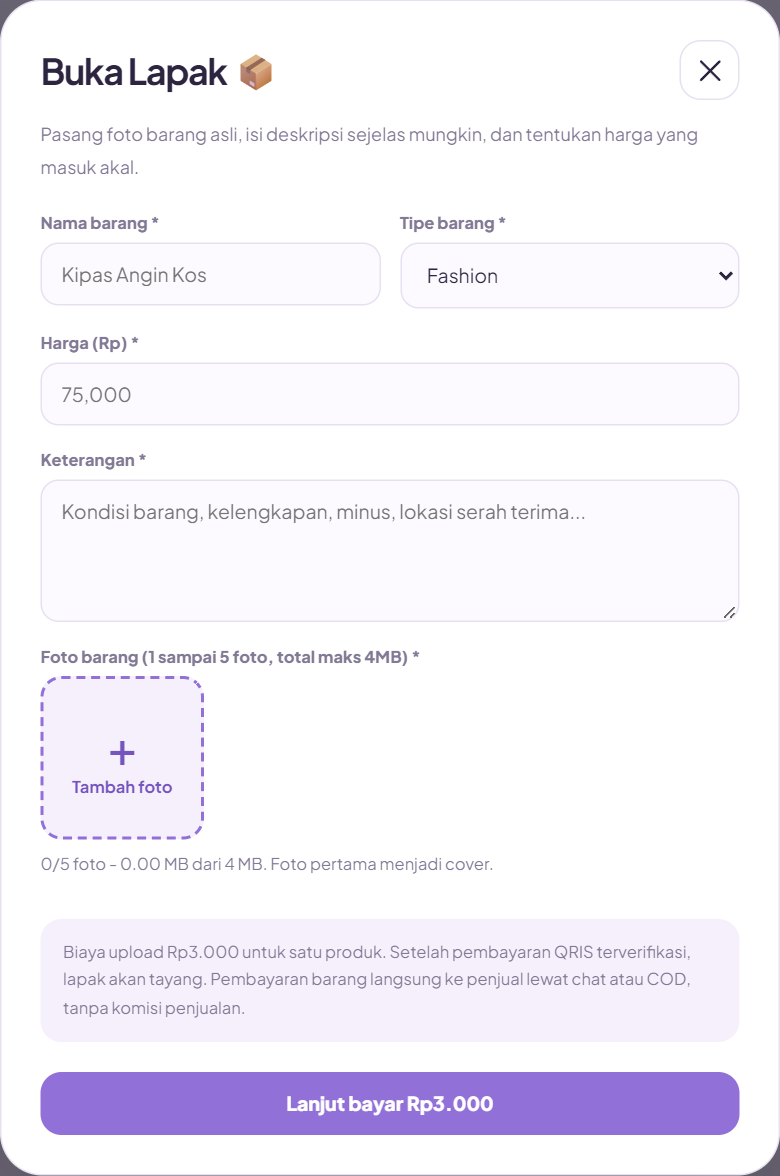 Buka Lapak 📦
Pasang foto barang asli, isi deskripsi sejelas mungkin, dan tentukan harga yang
masuk akal.
Nama barang *
Tipe barang *
Kipas Angin Kos
Fashion
Harga (Rp) *
75,000
Keterangan *
Kondisi barang, kelengkapan, minus, lokasi serah terima...
Foto barang (1 sampai 5 foto, total maks 4MB) *
+
Tambah foto
0/5 foto - 0.00 MB dari 4 MB. Foto pertama menjadi cover.
Biaya upload Rp3.000 untuk satu produk. Setelah pembayaran QRIS terverifikasi,
lapak akan tayang. Pembayaran barang langsung ke penjual lewat chat atau COD,
tanpa komisi penjualan.
Lanjut bayar Rp3.000